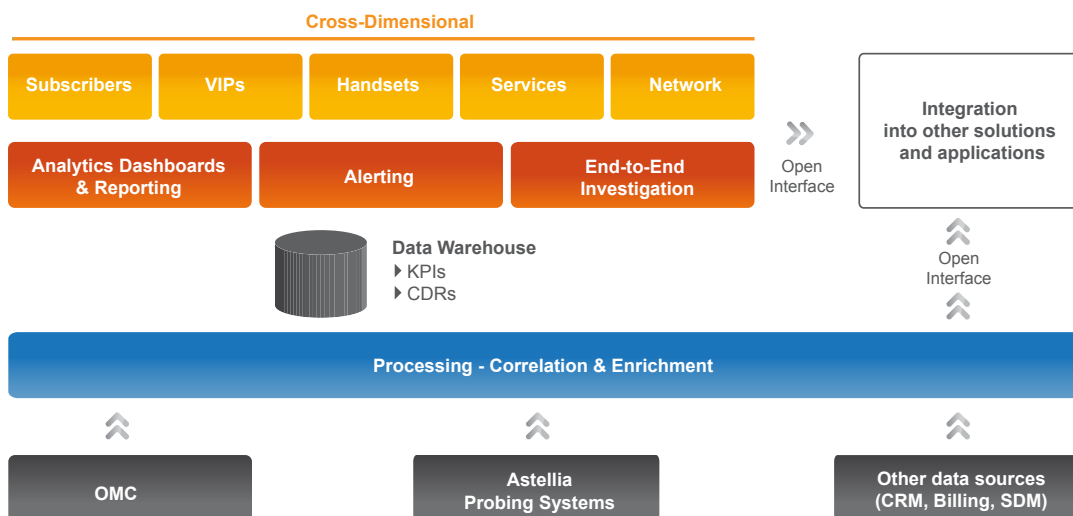 Cross-Dimensional
Subscribers
VIPs
Handsets
Services
Network
Analytics Dashboards
& Reporting
Alerting
End-to-End
Investigation
Open
Interface
Integration
into other solutions
and applications
Data Warehouse
KPIs
CDRs
Open
Interface
Processing - Correlation & Enrichment
OMC
Astellia
Probing Systems
Other data sources
(CRM, Billing, SDM)